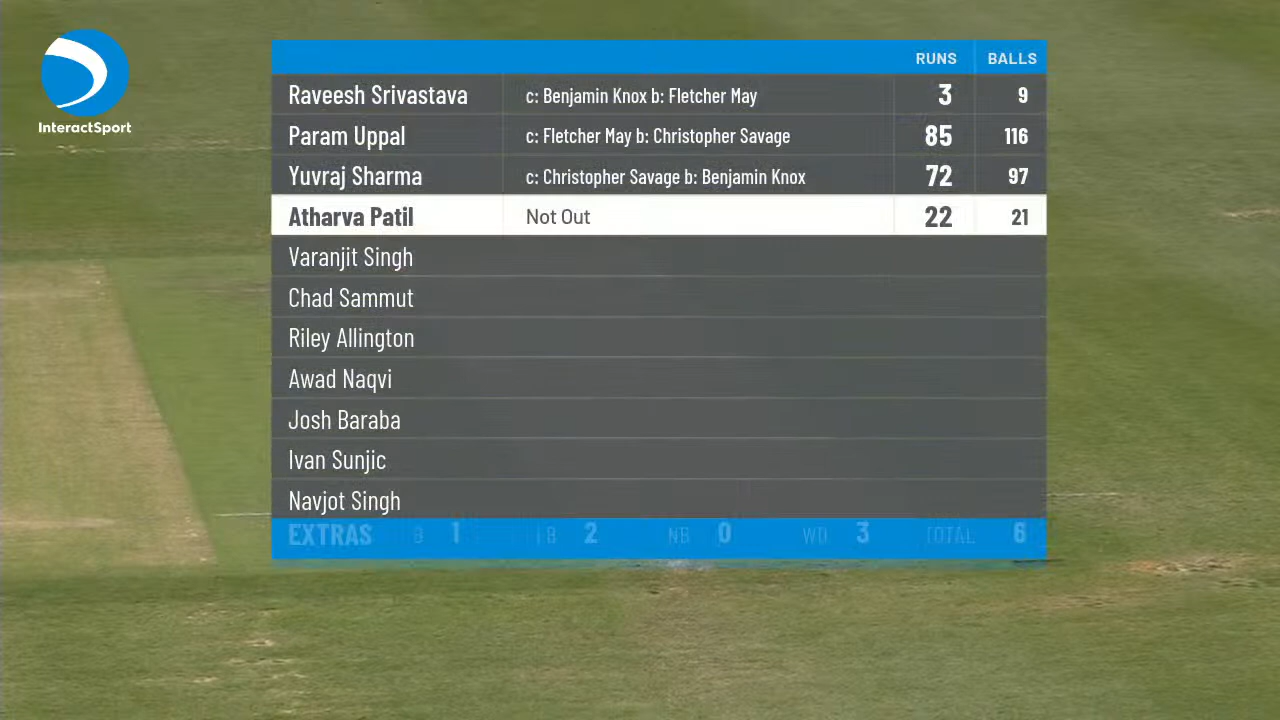 InteractSport
RUNS BALLS
Raveesh Srivastava c: Benjamin Knox b: Fletcher May 3 9
Param Uppal c: Fletcher May b: Christopher Savage 85 116
Yuvraj Sharma c: Christopher Savage b: Benjamin Knox 72 97
Atharva Patil Not Out 22 21
Varanjit Singh
Chad Sammut
Riley Allington
Awad Naqvi
Josh Baraba
Ivan Sunjic
Navjot Singh
EXTRAS B 1 LB 2 NB 0 WD 3 TOTAL 6